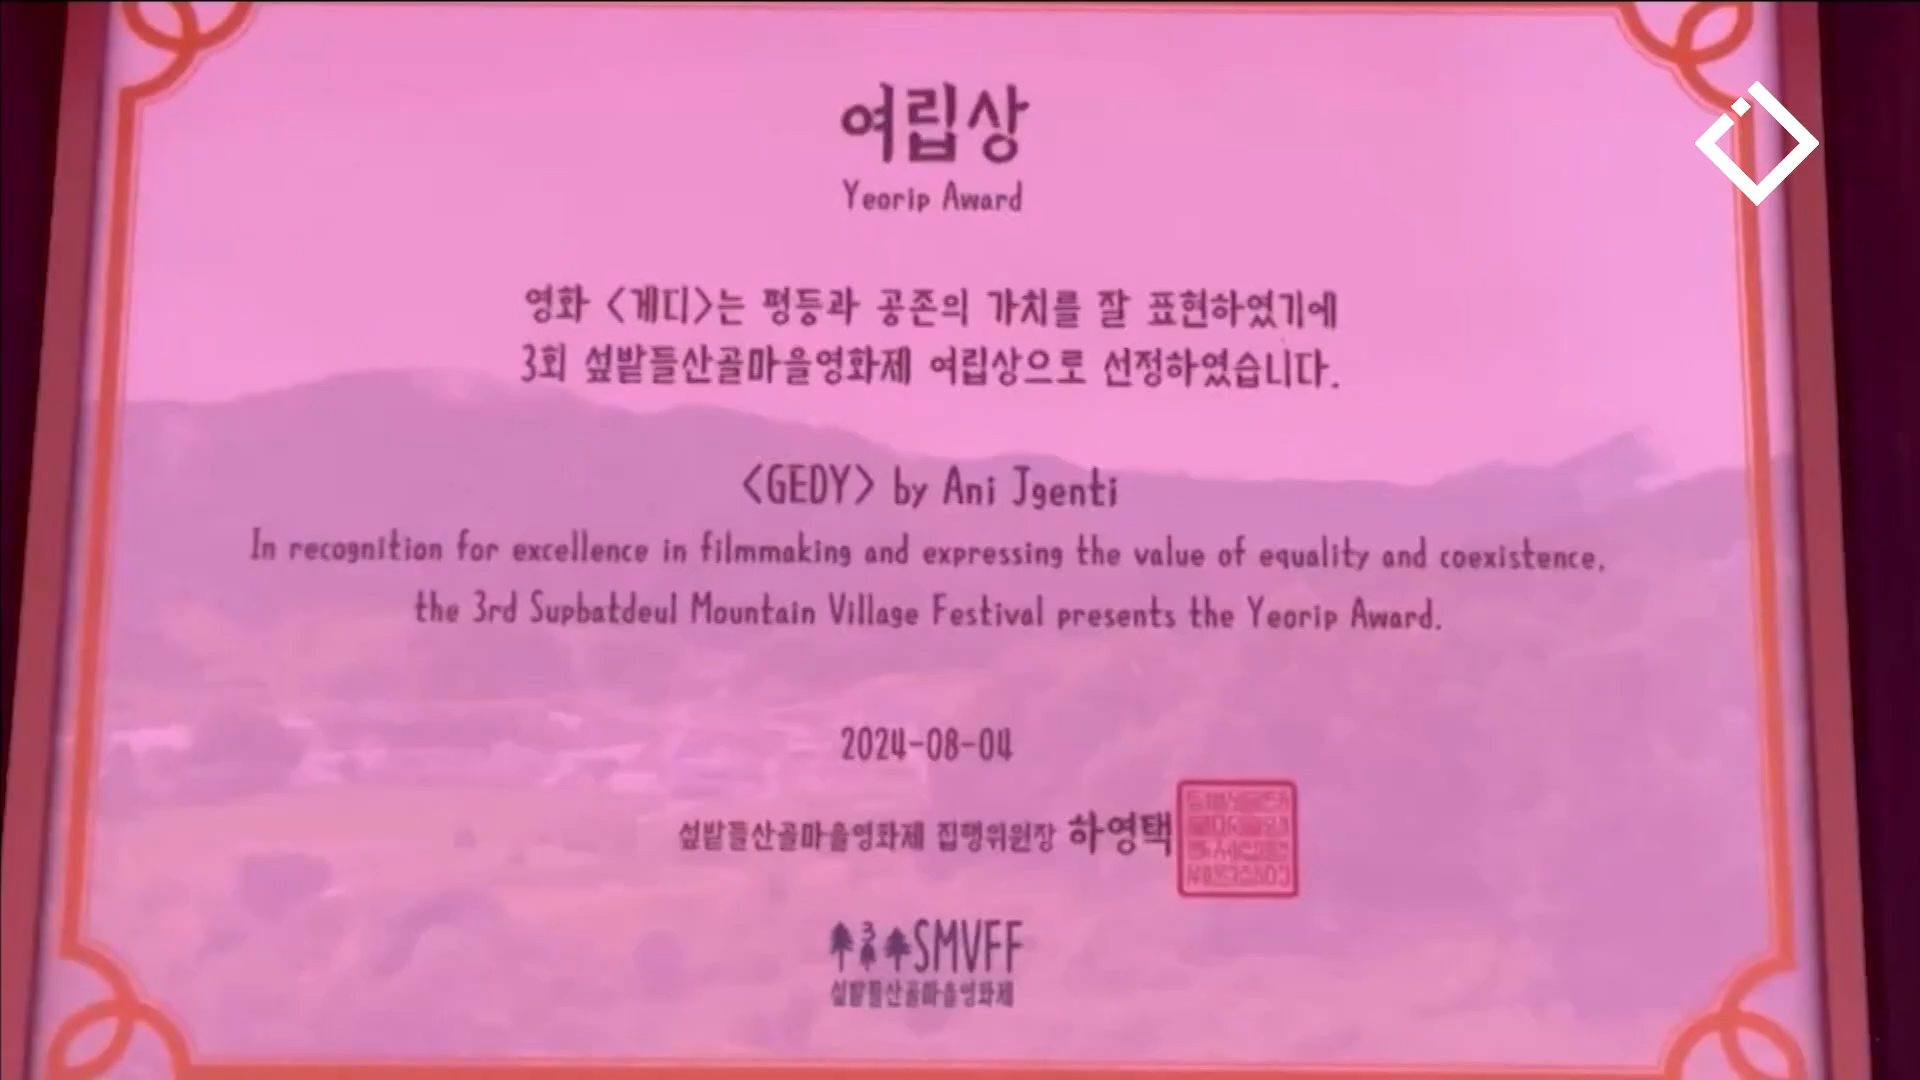 여립상
Yeorip Award
영화 <게디>는 평등과 공존의 가치를 잘 표현하였기에
3회 섶밭들산골마을영화제 여립상으로 선정하였습니다.
<GEDY> by Ani Jgenti
In recognition for excellence in filmmaking and expressing the value of equality and coexistence,
the 3rd Supbatdeul Mountain Village Festival presents the Yeorip Award.
2024-08-04
섶밭들산골마을영화제 집행위원장 하영택
3 SMVFF
섶밭들산골마을영화제